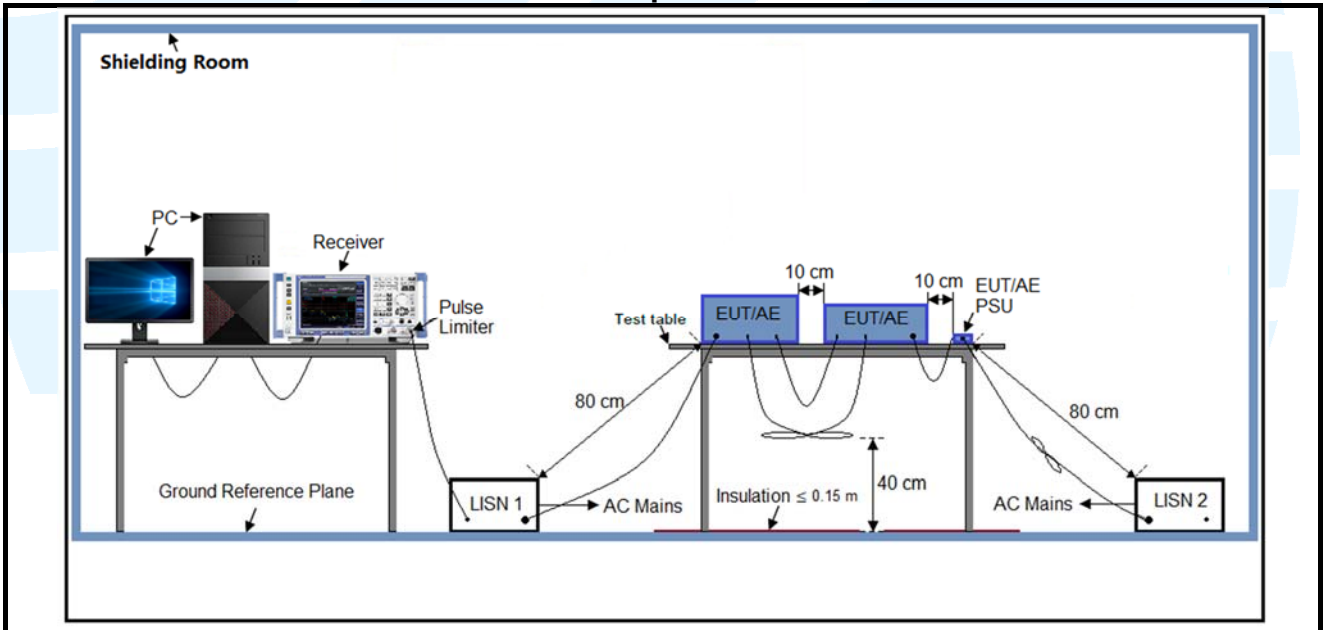 Shielding Room
PC
Receiver
Pulse
Limiter
10 cm
10 cm
EUT/AE
PSU
Test table
EUT/AE
EUT/AE
80 cm
80 cm
Ground Reference Plane
LISN 1
AC Mains
Insulation ≤ 0.15 m
40 cm
AC Mains
LISN 2